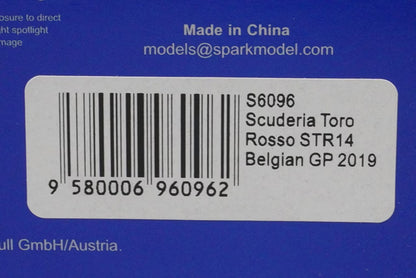 osure to direct
ght spotlight
mage
Made in China
models@sparkmodel.com
S6096
Scuderia Toro
Rosso STR14
Belgian GP 2019
9 580006 960962
ull GmbH/Austria.